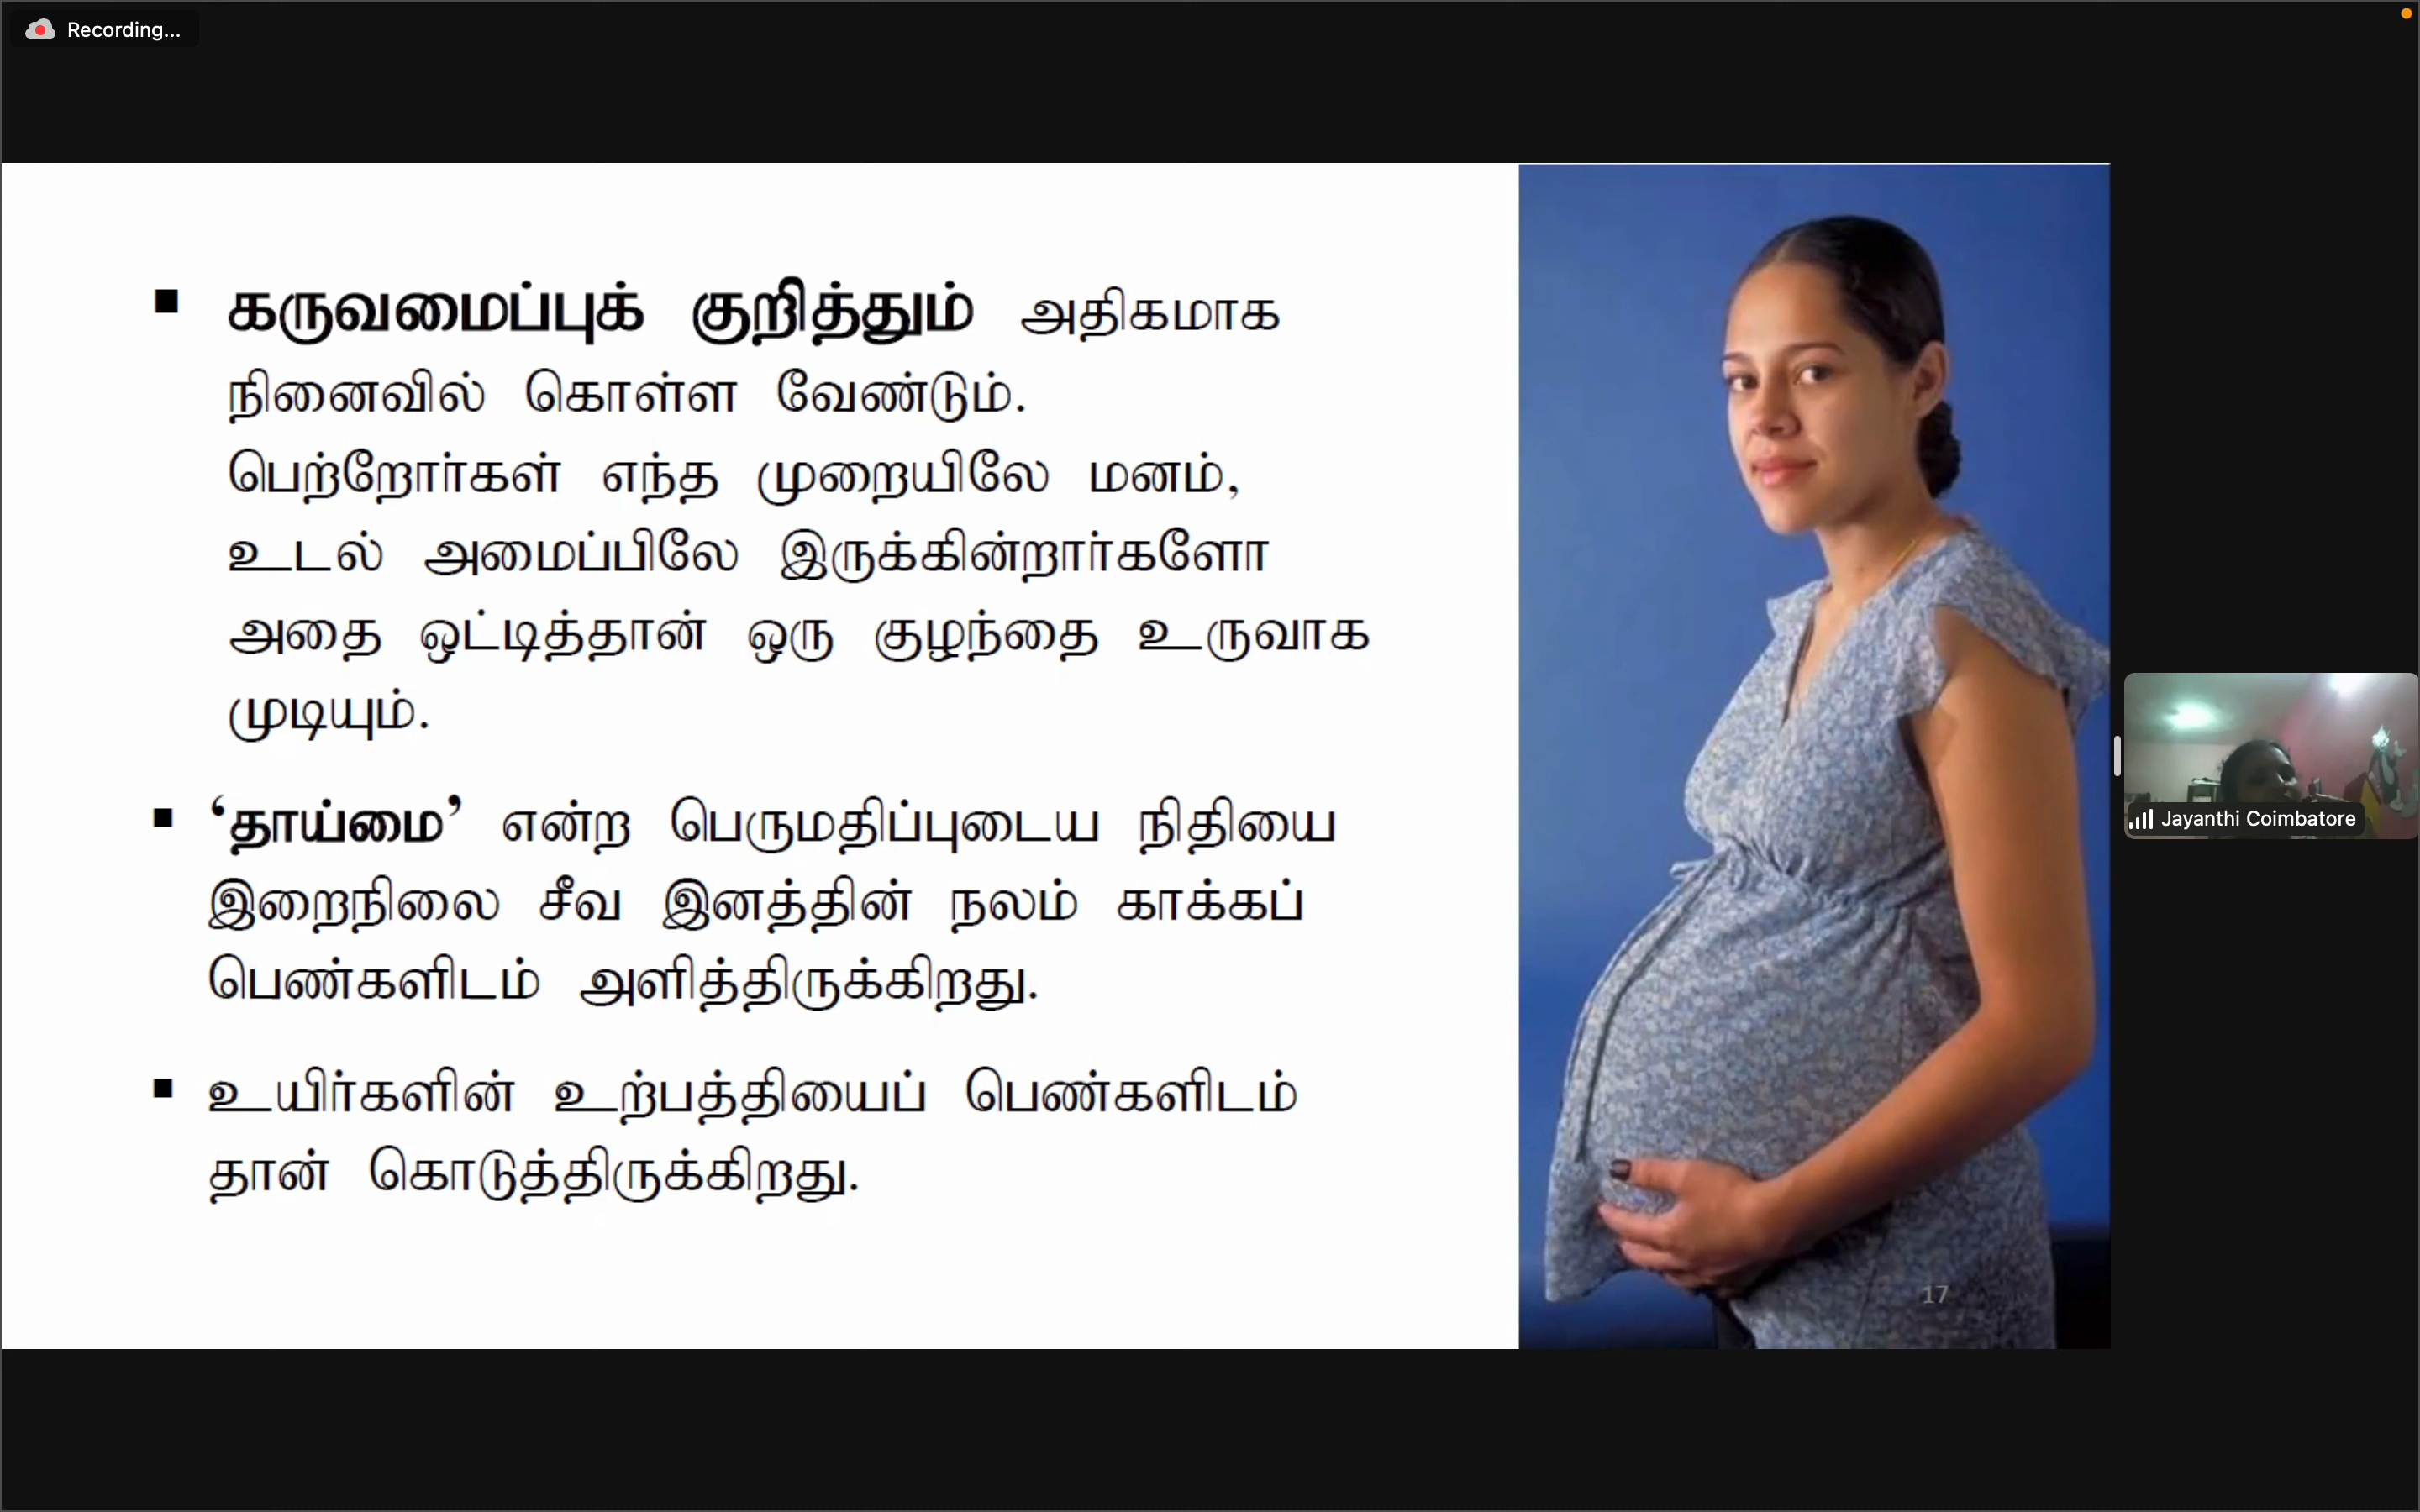 Recording...
▪ கருவமைப்புக் குறித்தும் அதிகமாக
நினைவில் கொள்ள வேண்டும்.
பெற்றோர்கள் எந்த முறையிலே மனம்,
உடல் அமைப்பிலே இருக்கின்றார்களோ
அதை ஒட்டித்தான் ஒரு குழந்தை உருவாக
முடியும்.
▪ ‘தாய்மை’ என்ற பெருமதிப்புடைய நிதியை
இறைநிலை சீவ இனத்தின் நலம் காக்கப்
பெண்களிடம் அளித்திருக்கிறது.
▪ உயிர்களின் உற்பத்தியைப் பெண்களிடம்
தான் கொடுத்திருக்கிறது.
17
Jayanthi Coimbatore